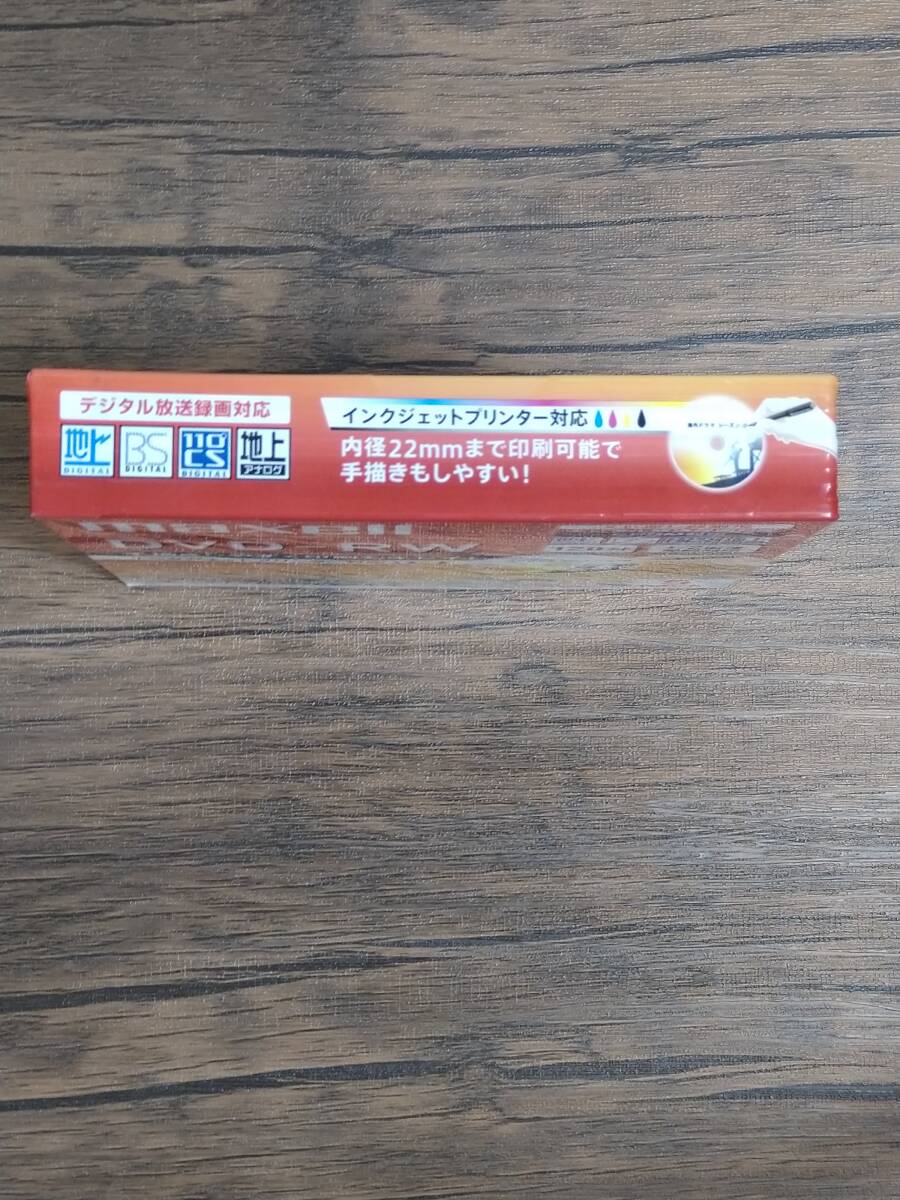 デジタル放送録画対応
地上 DIGITAL
BS DIGITAL
110°CS DIGITAL
地上 アナログ
インクジェットプリンター対応
内径22mmまで印刷可能で
手描きもしやすい!
maxell
DVD-RW